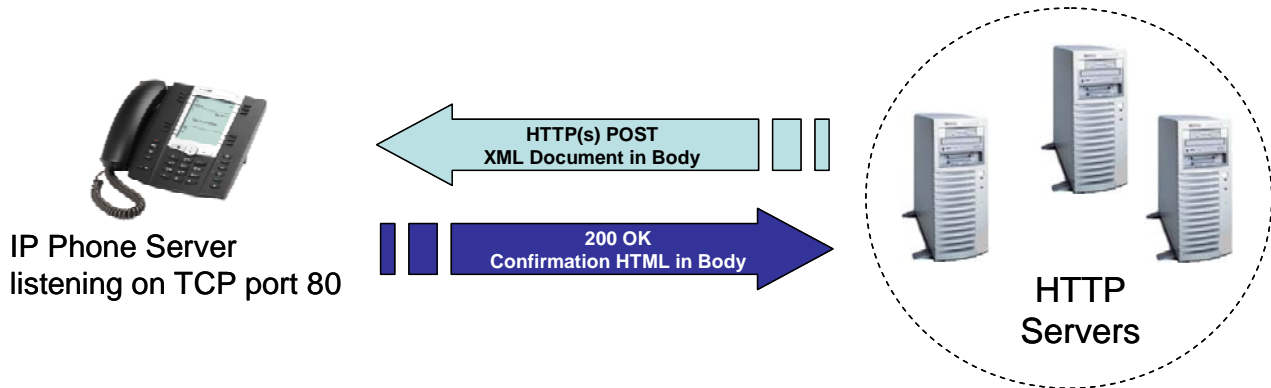 HTTP(s) POST
XML Document in Body
200 OK
Confirmation HTML in Body
IP Phone Server
listening on TCP port 80
HTTP
Servers